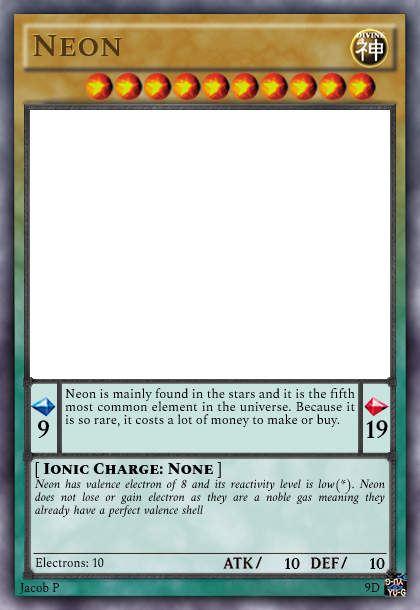 Neon
DIVINE
神
Neon is mainly found in the stars and it is the fifth
most common element in the universe. Because it
is so rare, it costs a lot of money to make or buy.
9
19
[ Ionic Charge: None ]
Neon has valence electron of 8 and its reactivity level is low(*). Neon
does not lose or gain electron as they are a noble gas meaning they
already have a perfect valence shell
Electrons: 10 ATK/ 10 DEF/ 10
Jacob P 9D